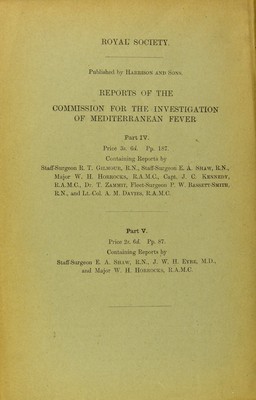 ROYAL SOCIETY.
Published by HARRISON AND SONS.
REPORTS OF THE
COMMISSION FOR THE INVESTIGATION
OF MEDITERRANEAN FEVER
Part IV.
Price 3s. 6d. Pp. 187.
Containing Reports by
Staff-Surgeon R. T. GILMOUR, R.N., Staff-Surgeon E. A. SHAW, R.N.,
Major W. H. HORROCKS, R.A.M.C., Capt. J. C. KENNEDY,
R.A.M.C., Dr. T. ZAMMIT, Fleet-Surgeon P. W. BASSETT-SMITH,
R.N., and Lt.-Col. A. M. DAVIES, R.A.M.C.
Part V.
Price 2s. 6d. Pp. 87.
Containing Reports by
Staff-Surgeon E. A. SHAW, R.N., J. W. H. EYRE, M.D.,
and Major W. H. HORROCKS, R.A.M.C.